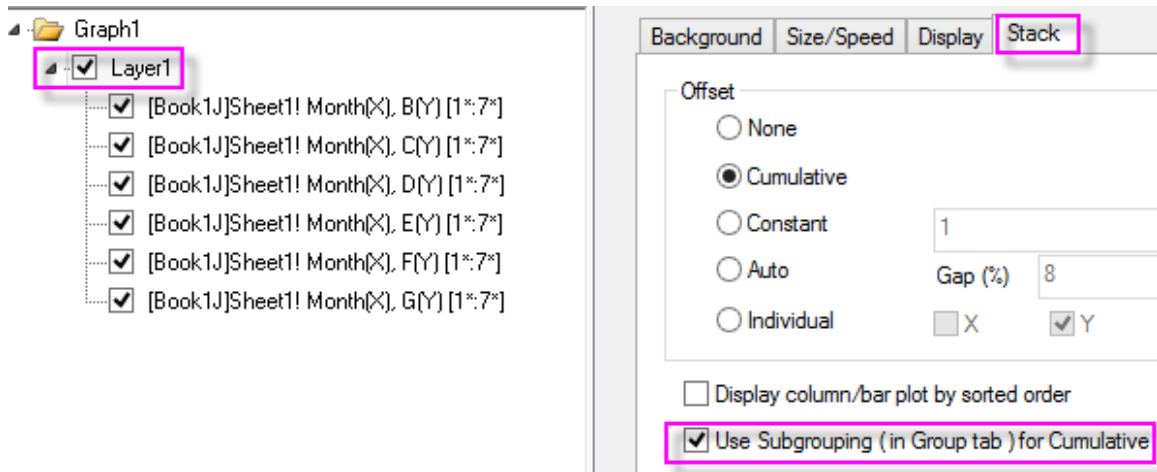 Graph1
Layer1
[Book1J]Sheet1! Month(X), B(Y) [1*:7*]
[Book1J]Sheet1! Month(X), C(Y) [1*:7*]
[Book1J]Sheet1! Month(X), D(Y) [1*:7*]
[Book1J]Sheet1! Month(X), E(Y) [1*:7*]
[Book1J]Sheet1! Month(X), F(Y) [1*:7*]
[Book1J]Sheet1! Month(X), G(Y) [1*:7*]
Background Size/Speed Display Stack
Offset
None
Cumulative
Constant 1
Auto Gap (%) 8
Individual X Y
Display column/bar plot by sorted order
Use Subgrouping ( in Group tab ) for Cumulative